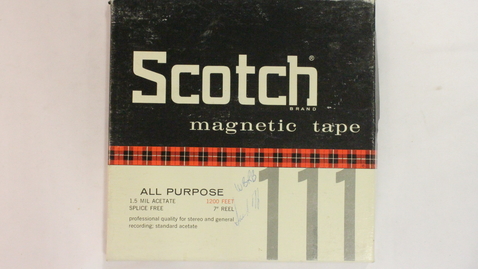 Scotch®
BRAND
magnetic tape
ALL PURPOSE
1.5 MIL ACETATE 1200 FEET
SPLICE FREE 7" REEL
professional quality for stereo and general
recording; standard acetate
111